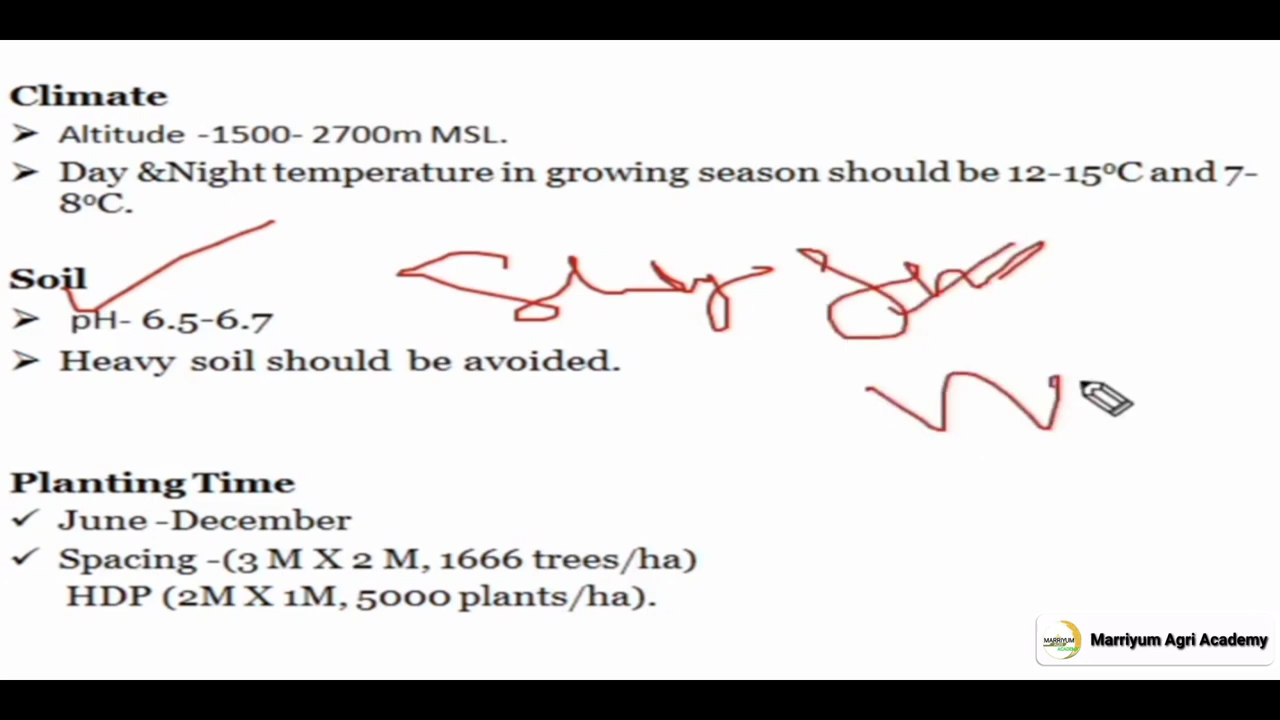 Climate
➢ Altitude -1500- 2700m MSL.
➢ Day &Night temperature in growing season should be 12-15°C and 7-
8°C.
Soil
➢ pH- 6.5-6.7
➢ Heavy soil should be avoided.
Planting Time
✓ June -December
✓ Spacing -(3 M X 2 M, 1666 trees/ha)
HDP (2M X 1M, 5000 plants/ha).
MARRIYUM
Marriyum Agri Academy